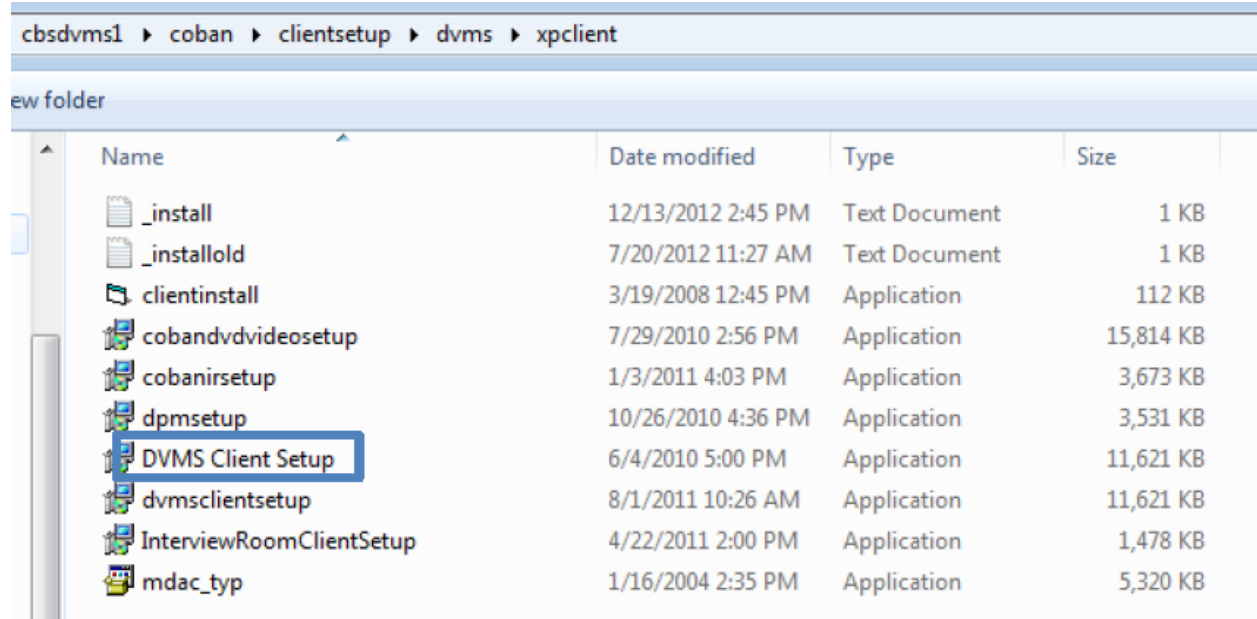 cbsdvms1 ▸ coban ▸ clientsetup ▸ dvms ▸ xpclient
ew folder
Name Date modified Type Size
_install 12/13/2012 2:45 PM Text Document 1 KB
_installold 7/20/2012 11:27 AM Text Document 1 KB
clientinstall 3/19/2008 12:45 PM Application 112 KB
cobandvdvideosetup 7/29/2010 2:56 PM Application 15,814 KB
cobanirsetup 1/3/2011 4:03 PM Application 3,673 KB
dpmsetup 10/26/2010 4:36 PM Application 3,531 KB
DVMS Client Setup 6/4/2010 5:00 PM Application 11,621 KB
dvmsclientsetup 8/1/2011 10:26 AM Application 11,621 KB
InterviewRoomClientSetup 4/22/2011 2:00 PM Application 1,478 KB
mdac_typ 1/16/2004 2:35 PM Application 5,320 KB